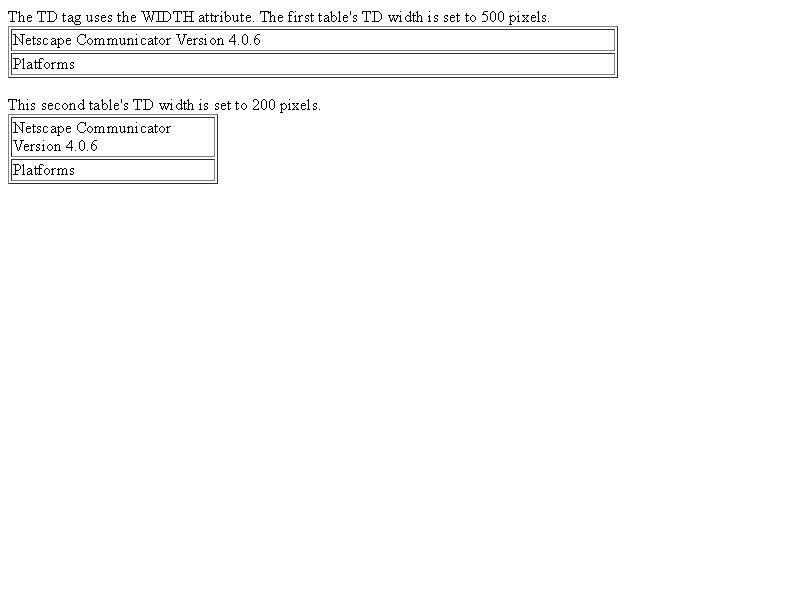 The TD tag uses the WIDTH attribute. The first table's TD width is set to 500 pixels.
Netscape Communicator Version 4.0.6
Platforms
This second table's TD width is set to 200 pixels.
Netscape Communicator
Version 4.0.6
Platforms